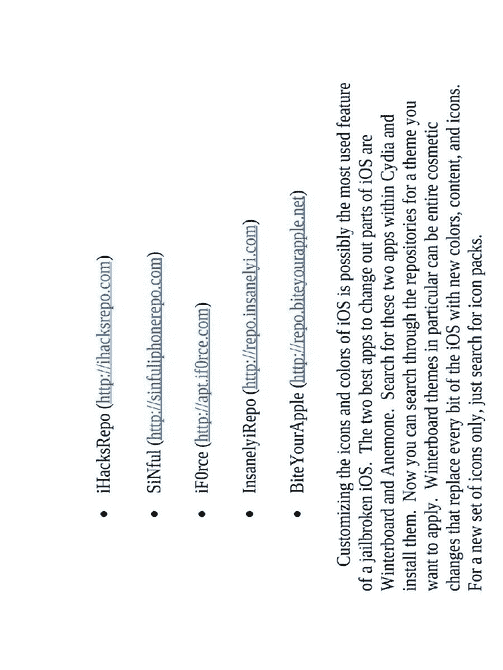 • iHacksRepo (http://ihacksrepo.com)
• SiNful (http://sinfuliphonerepo.com)
• iF0rce (http://apt.if0rce.com)
• InsanelyiRepo (http://repo.insanelyi.com)
• BiteYourApple (http://repo.biteyourapple.net)
Customizing the icons and colors of iOS is possibly the most used feature
of a jailbroken iOS. The two best apps to change out parts of iOS are
Winterboard and Anemone. Search for these two apps within Cydia and
install them. Now you can search through the repositories for a theme you
want to apply. Winterboard themes in particular can be entire cosmetic
changes that replace every bit of the iOS with new colors, content, and icons.
For a new set of icons only, just search for icon packs.